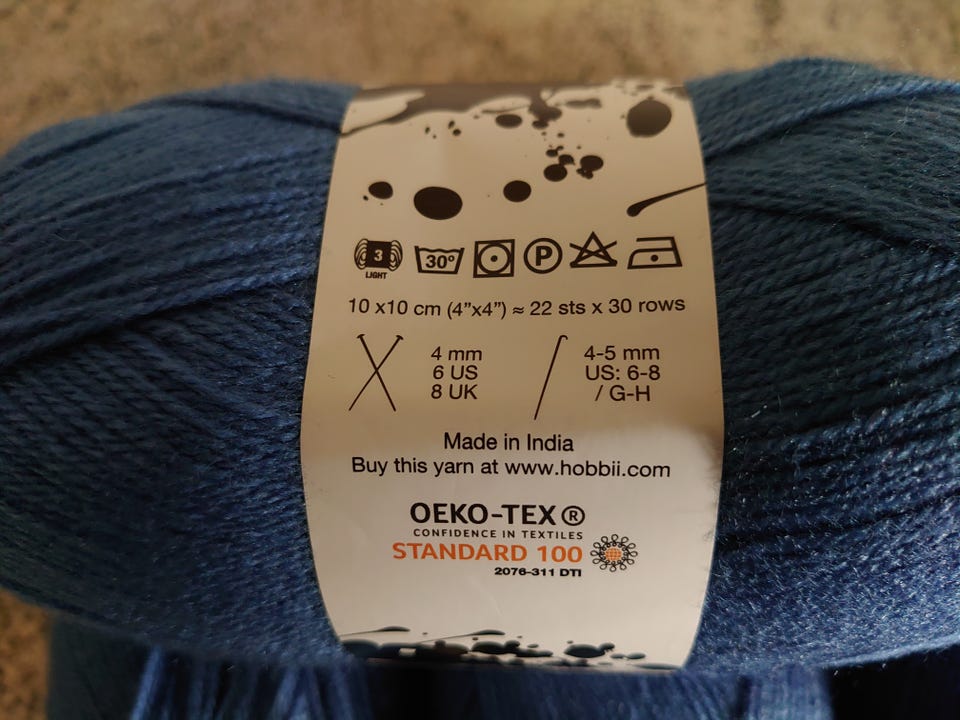 3
LIGHT
30°
P
10 x10 cm (4”x4”) ≈ 22 sts x 30 rows
4 mm
6 US
8 UK
4-5 mm
US: 6-8
/ G-H
Made in India
Buy this yarn at www.hobbii.com
OEKO-TEX®
CONFIDENCE IN TEXTILES
STANDARD 100
2076-311 DTI